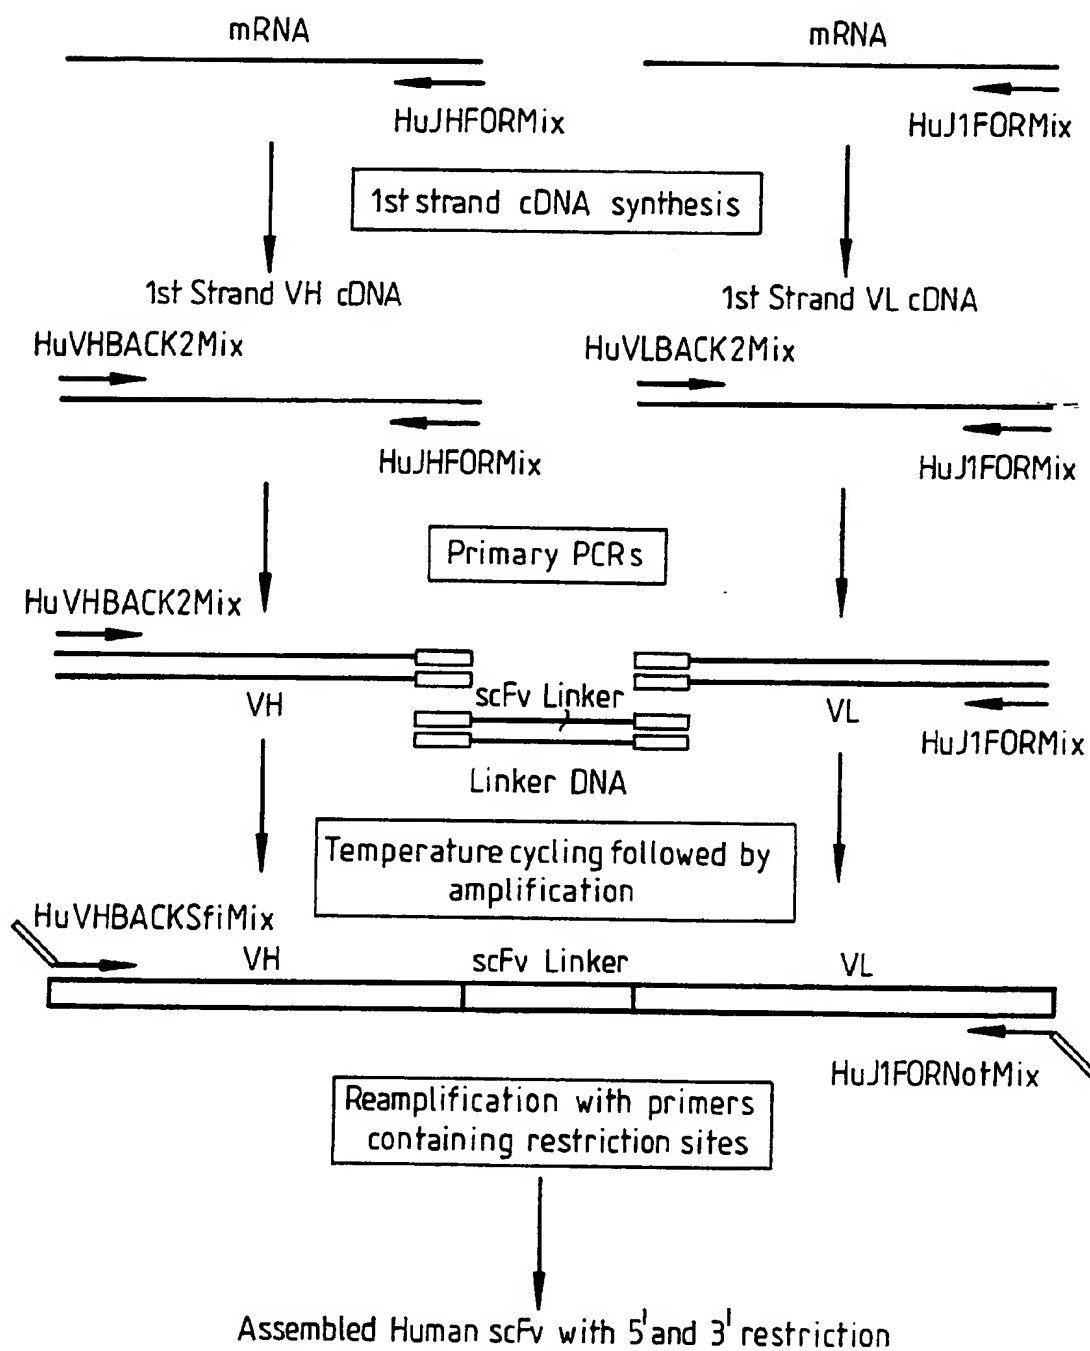 mRNA
mRNA
HuJHFORMix
HuJ1FORMix
1st strand cDNA synthesis
1st Strand VH cDNA
1st Strand VL cDNA
HuVHBACK2Mix
HuVLBACK2Mix
HuJHFORMix
HuJ1FORMix
Primary PCRs
HuVHBACK2Mix
VH
scFv Linker
VL
HuJ1FORMix
Linker DNA
Temperature cycling followed by
amplification
HuVHBACKSfiMix
VH
scFv Linker
VL
HuJ1FORNotMix
Reamplification with primers
containing restriction sites
Assembled Human scFv with 5' and 3' restriction